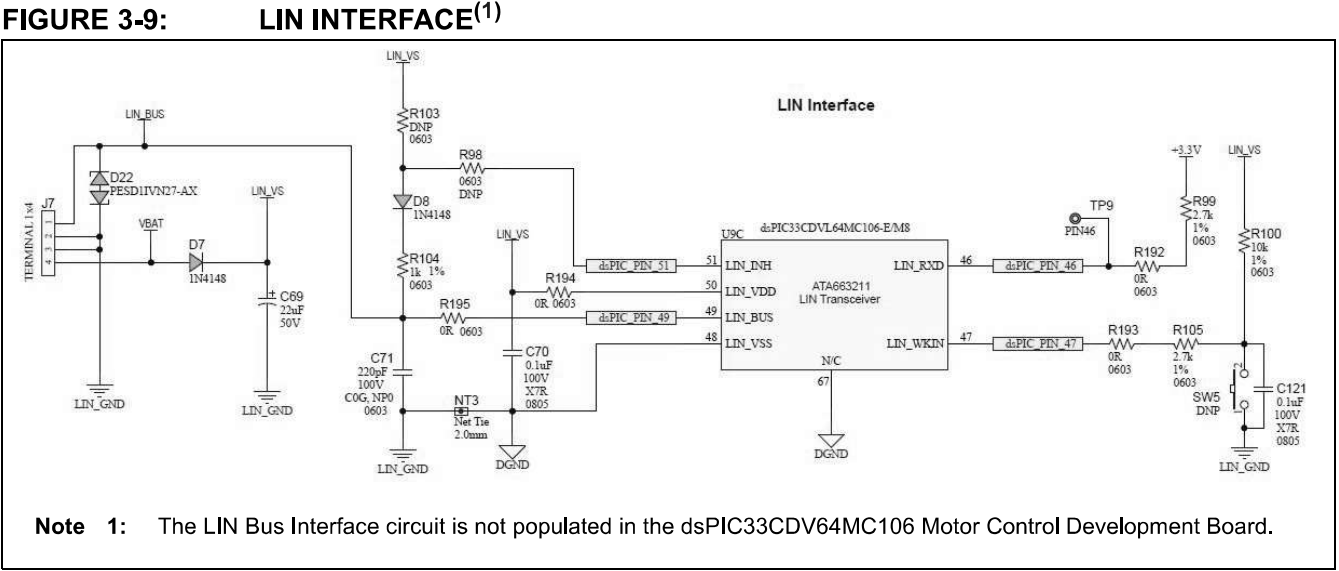 FIGURE 3-9: LIN INTERFACE(1)
LIN Interface
LIN_BUS
D22
PESD1IVN27-AX
J7
TERMINAL 1x4
1
2
3
4
VBAT
D7
1N4148
LIN_VS
C69
22uF
50V
LIN_GND
LIN_GND
LIN_VS
R103
DNP
0603
R98
0603
DNP
D8
1N4148
R104
1k 1%
0603
LIN_VS
R194
0R 0603
R195
0R 0603
C71
220pF
100V
C0G, NP0
0603
C70
0.1uF
100V
X7R
0805
NT3
Net Tie
2.0mm
LIN_GND
DGND
dsPIC_PIN_51
dsPIC_PIN_49
U9C
dsPIC33CDVL64MC106-E/M8
51 LIN_INH
50 LIN_VDD
49 LIN_BUS
48 LIN_VSS
ATA663211
LIN Transceiver
LIN_RXD 46
LIN_WKIN 47
N/C
67
DGND
dsPIC_PIN_46
dsPIC_PIN_47
TP9
PIN46
R192
0R
0603
+3.3V
R99
2.7k
1%
0603
LIN_VS
R100
10k
1%
0603
R193
0R
0603
R105
2.7k
1%
0603
2
SW5
DNP
1
C121
0.1uF
100V
X7R
0805
LIN_GND
Note 1: The LIN Bus Interface circuit is not populated in the dsPIC33CDV64MC106 Motor Control Development Board.